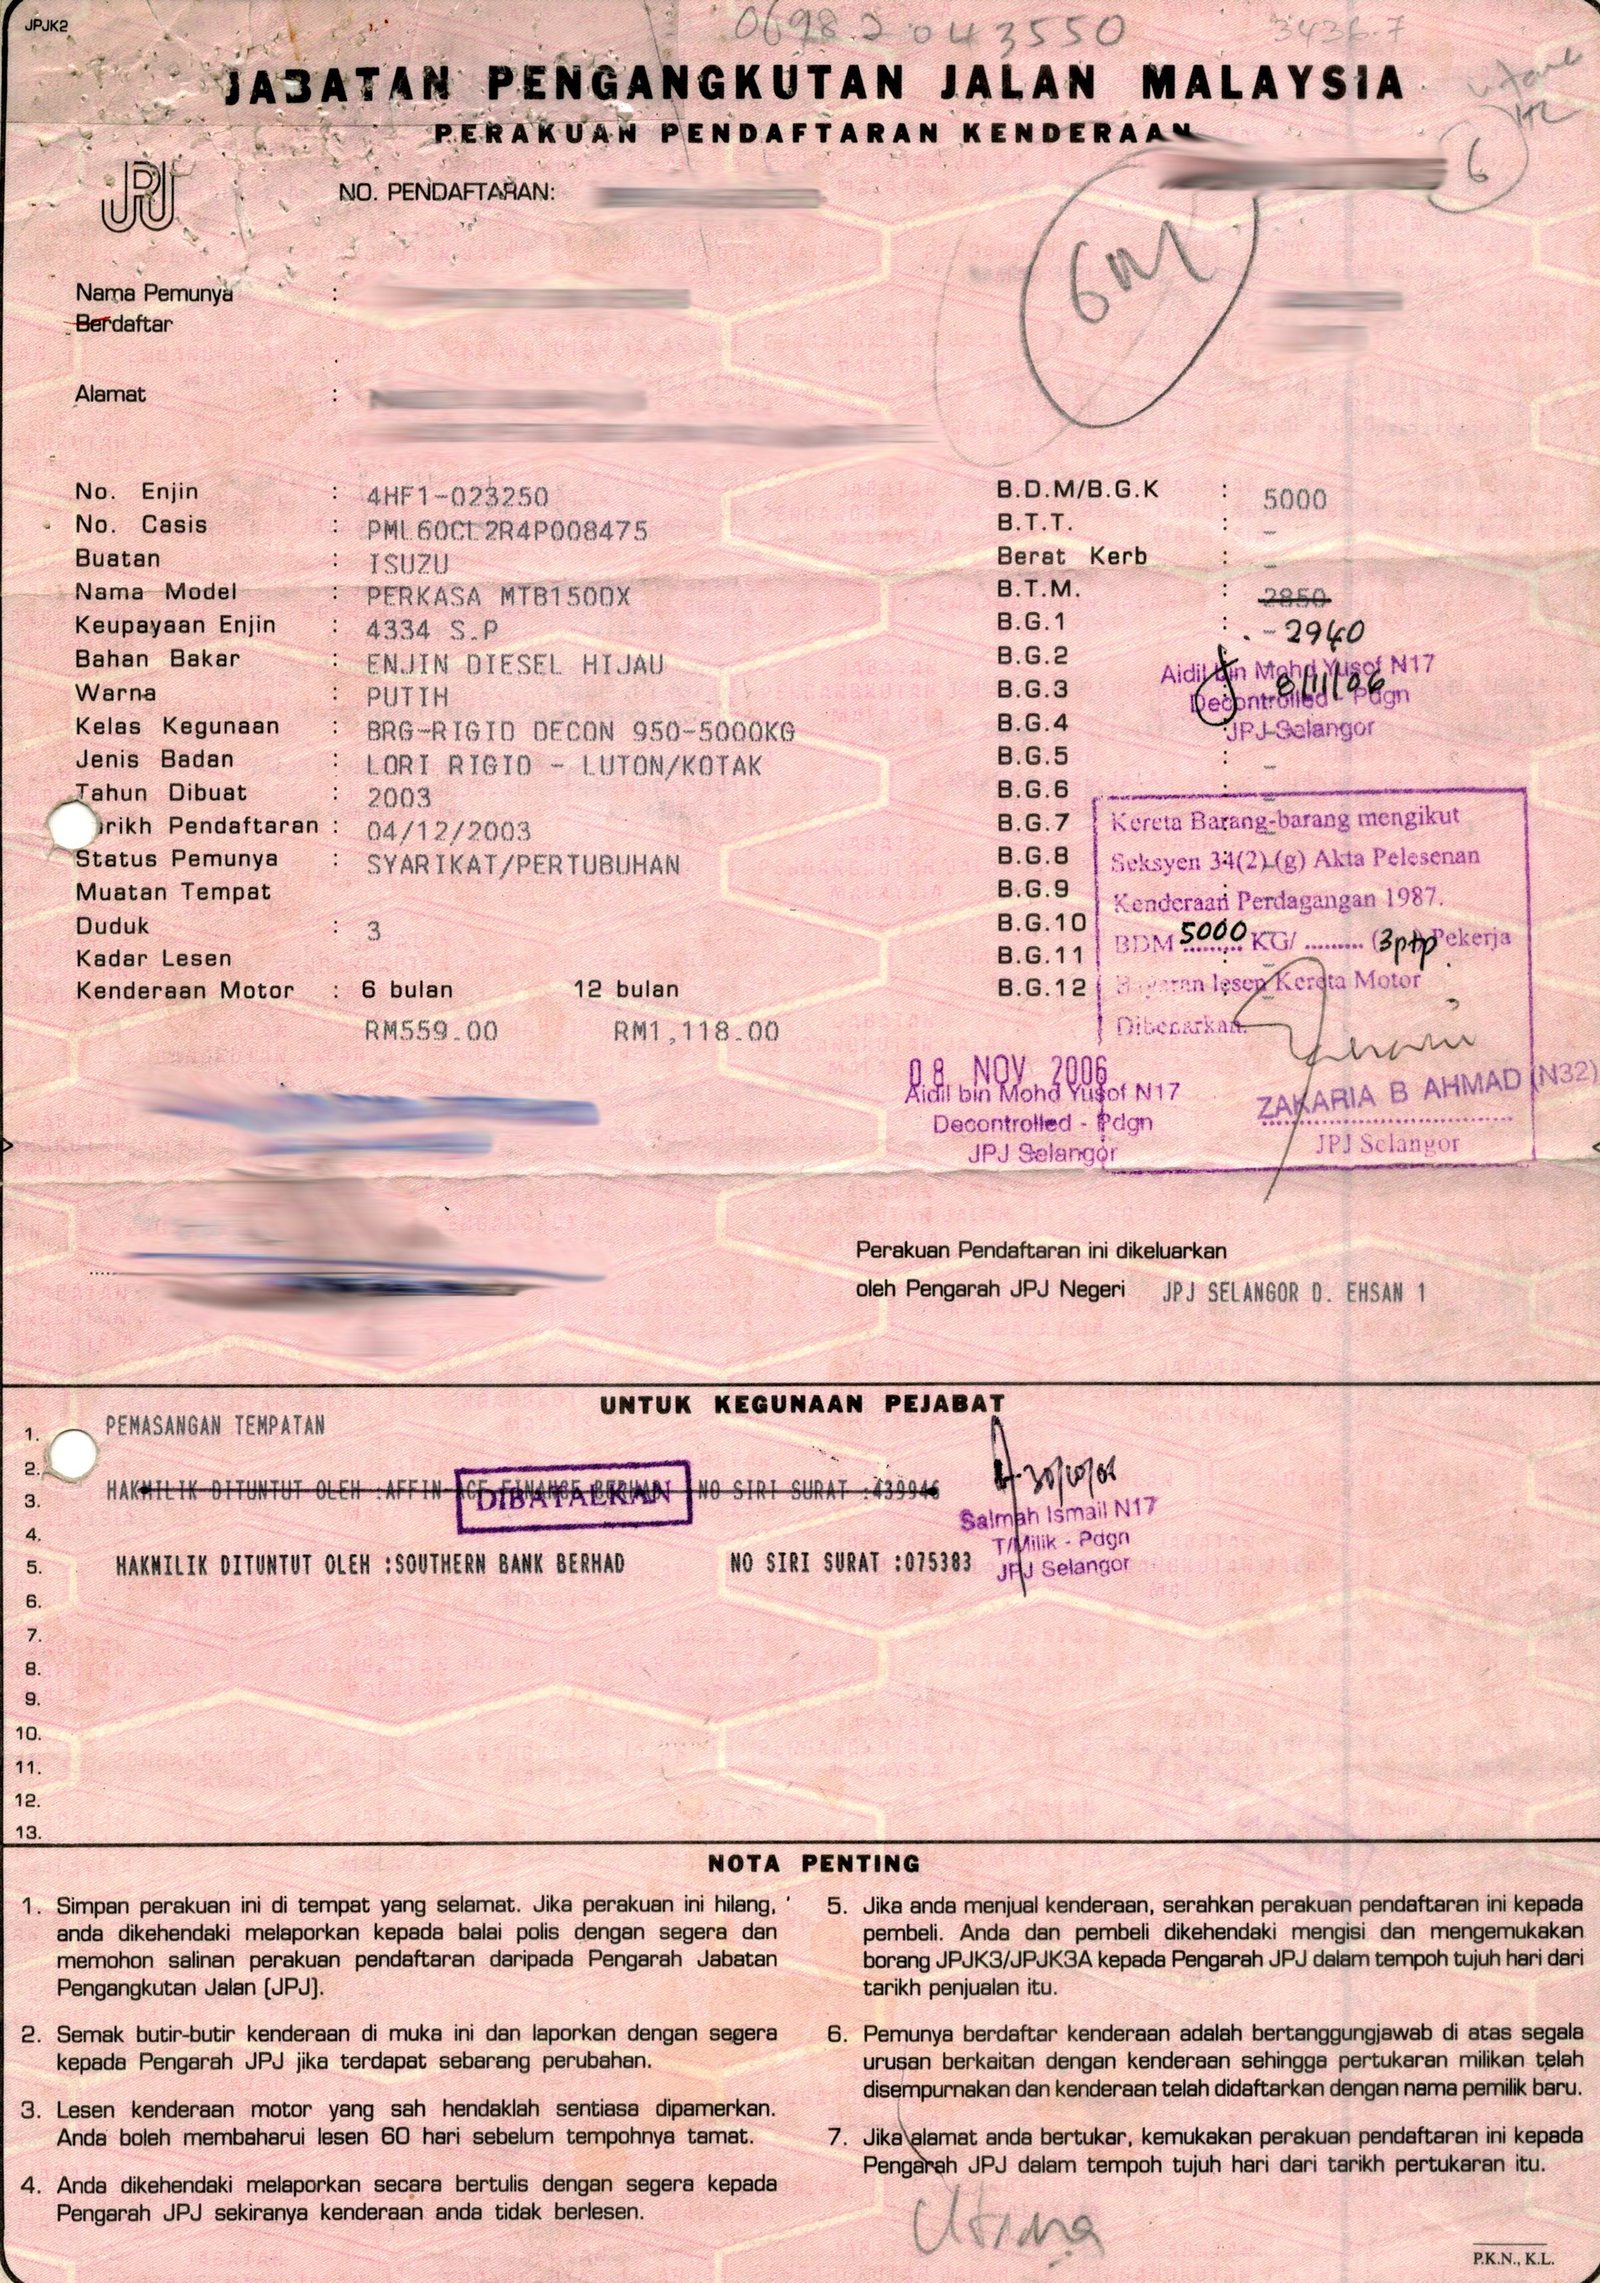 JPJK2
0698.2 043550
3436.7
JABATAN PENGANGKUTAN JALAN MALAYSIA
PERAKUAN PENDAFTARAN KENDERAAN
6
JPJ
NO. PENDAFTARAN:
Nama Pemunya :
Berdaftar
Alamat :
No. Enjin : 4HF1-023250
No. Casis : PML60CL2R4P008475
Buatan : ISUZU
Nama Model : PERKASA MTB150DX
Keupayaan Enjin : 4334 S.P
Bahan Bakar : ENJIN DIESEL HIJAU
Warna : PUTIH
Kelas Kegunaan : BRG-RIGID DECON 950-5000KG
Jenis Badan : LORI RIGID - LUTON/KOTAK
Tahun Dibuat : 2003
rikh Pendaftaran : 04/12/2003
Status Pemunya : SYARIKAT/PERTUBUHAN
Muatan Tempat
Duduk : 3
Kadar Lesen
Kenderaan Motor : 6 bulan 12 bulan
RM559.00 RM1,118.00
B.D.M/B.G.K : 5000
B.T.T. : -
Berat Kerb : -
B.T.M. : 2850
B.G.1 : - 2940
B.G.2
Aidil bin Mohd Yusof N17
B.G.3 8/11/06
Decontrolled - Pdgn
B.G.4
JPJ Selangor
B.G.5 : -
B.G.6 : -
B.G.7
B.G.8
B.G.9
B.G.10
B.G.11
B.G.12
Kereta Barang-barang mengikut
Seksyen 34(2)(g) Akta Pelesenan
Kenderaan Perdagangan 1987.
BDM 5000 KG/ ......... (3 ptp) Pekerja
Bayaran lesen Kereta Motor
Dibenarkan.
ZAKARIA B AHMAD (N32)
JPJ Selangor
08 NOV 2006
Aidil bin Mohd Yusof N17
Decontrolled - Pdgn
JPJ Selangor
Perakuan Pendaftaran ini dikeluarkan
oleh Pengarah JPJ Negeri JPJ SELANGOR D. EHSAN 1
UNTUK KEGUNAAN PEJABAT
1. PEMASANGAN TEMPATAN
2.
3. HAKMILIK DITUNTUT OLEH :AFFIN ACF FINANCE BERHAD NO SIRI SURAT :439946
DIBATALKAN
Salmah Ismail N17
T/Milik - Pdgn
JPJ Selangor
4.
5. HAKMILIK DITUNTUT OLEH :SOUTHERN BANK BERHAD NO SIRI SURAT :075383
6.
7.
8.
9.
10.
11.
12.
13.
NOTA PENTING
1. Simpan perakuan ini di tempat yang selamat. Jika perakuan ini hilang,
anda dikehendaki melaporkan kepada balai polis dengan segera dan
memohon salinan perakuan pendaftaran daripada Pengarah Jabatan
Pengangkutan Jalan (JPJ).
2. Semak butir-butir kenderaan di muka ini dan laporkan dengan segera
kepada Pengarah JPJ jika terdapat sebarang perubahan.
3. Lesen kenderaan motor yang sah hendaklah sentiasa dipamerkan.
Anda boleh membaharui lesen 60 hari sebelum tempohnya tamat.
4. Anda dikehendaki melaporkan secara bertulis dengan segera kepada
Pengarah JPJ sekiranya kenderaan anda tidak berlesen.
5. Jika anda menjual kenderaan, serahkan perakuan pendaftaran ini kepada
pembeli. Anda dan pembeli dikehendaki mengisi dan mengemukakan
borang JPJK3/JPJK3A kepada Pengarah JPJ dalam tempoh tujuh hari dari
tarikh penjualan itu.
6. Pemunya berdaftar kenderaan adalah bertanggungjawab di atas segala
urusan berkaitan dengan kenderaan sehingga pertukaran milikan telah
disempurnakan dan kenderaan telah didaftarkan dengan nama pemilik baru.
7. Jika alamat anda bertukar, kemukakan perakuan pendaftaran ini kepada
Pengarah JPJ dalam tempoh tujuh hari dari tarikh pertukaran itu.
P.K.N., K.L.